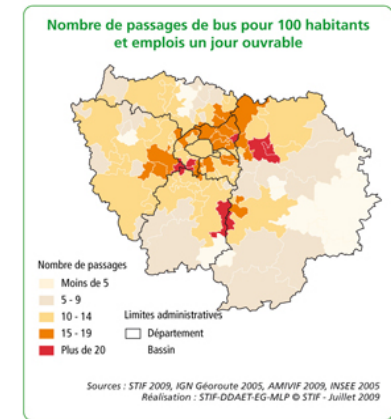 Nombre de passages de bus pour 100 habitants
et emplois un jour ouvrable
Nombre de passages
Moins de 5
5 - 9
10 - 14
15 - 19
Plus de 20
Limites administratives
Département
Bassin
Sources : STIF 2009, IGN Géoroute 2005, AMIVIF 2009, INSEE 2005
Réalisation : STIF-DDAET-EG-MLP © STIF - Juillet 2009